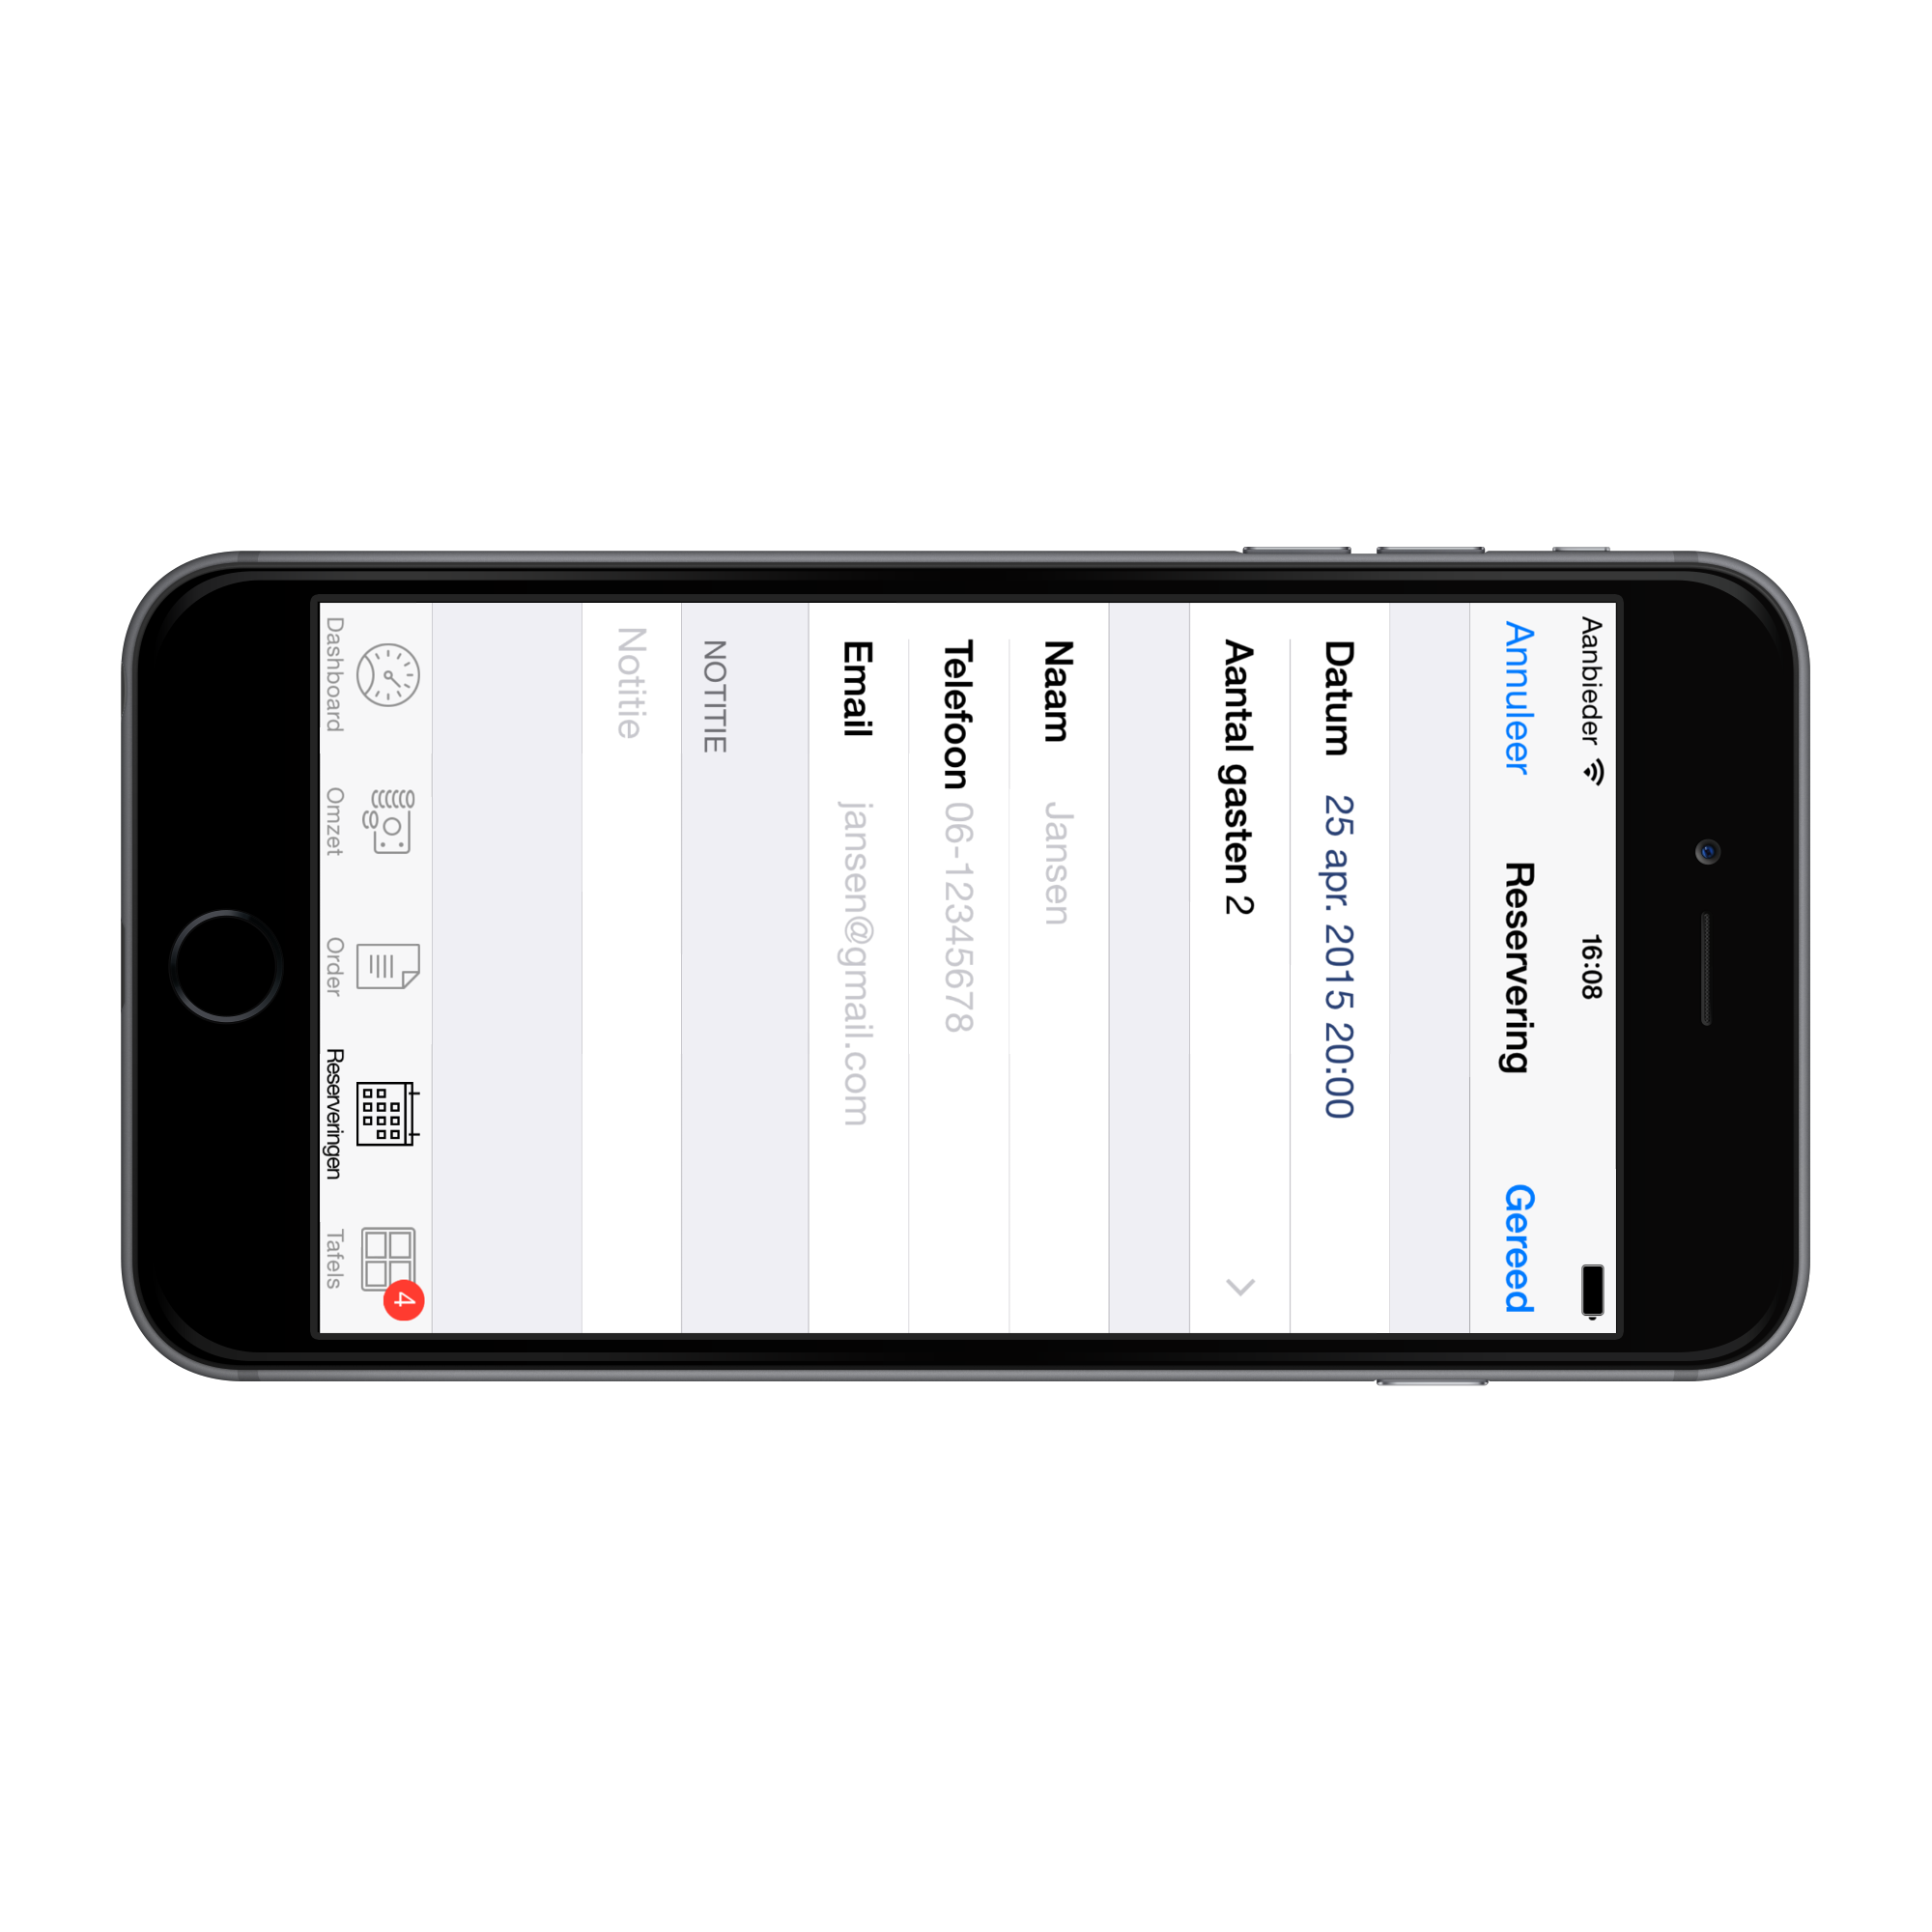 Aanbieder 16:08
Annuleer Reservering Gereed
Datum 25 apr. 2015 20:00
Aantal gasten 2
Naam Jansen
Telefoon 06-12345678
Email jansen@gmail.com
NOTITIE
Notitie
4
Dashboard Omzet Order Reserveringen Tafels